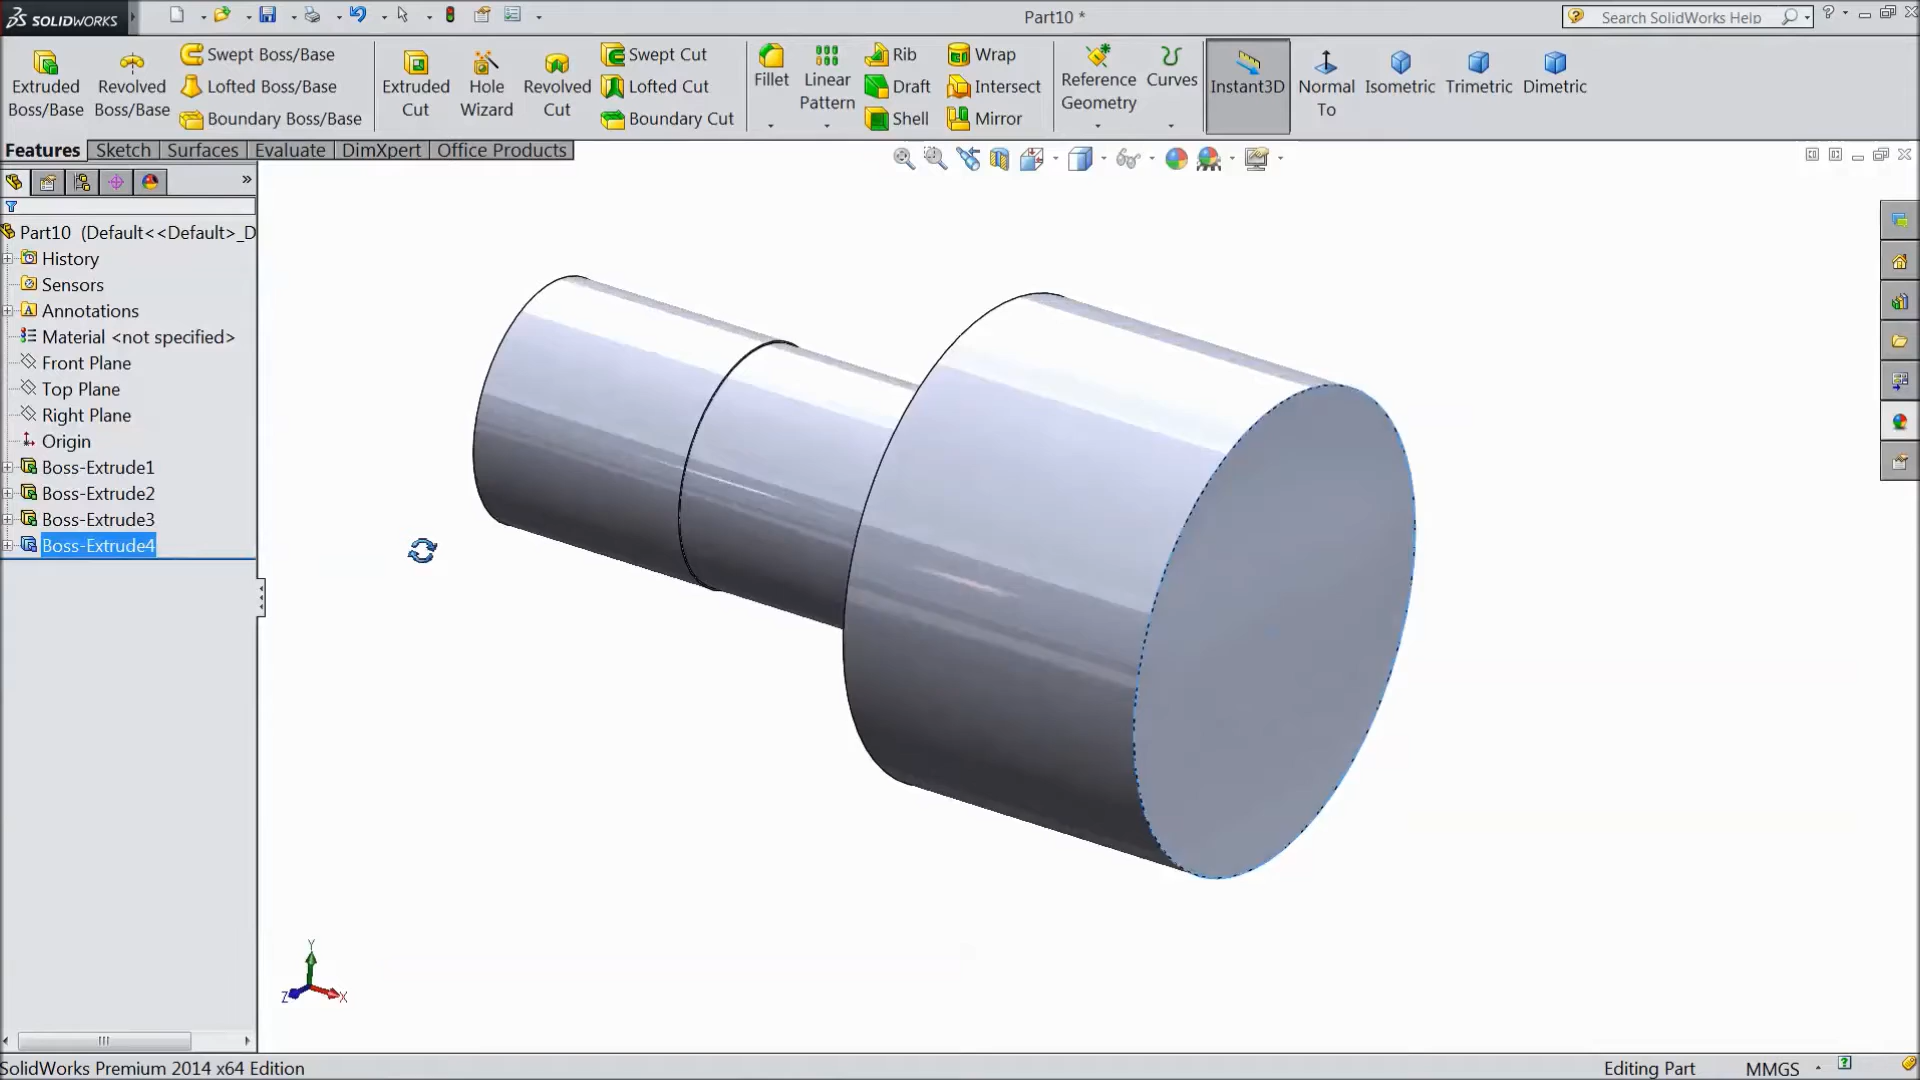 SOLIDWORKS
Part10 *
Search SolidWorks Help
Extruded Boss/Base
Revolved Boss/Base
Swept Boss/Base
Lofted Boss/Base
Boundary Boss/Base
Extruded Cut
Hole Wizard
Revolved Cut
Swept Cut
Lofted Cut
Boundary Cut
Fillet
Linear Pattern
Rib
Draft
Shell
Wrap
Intersect
Mirror
Reference Geometry
Curves
Instant3D
Normal To
Isometric
Trimetric
Dimetric
Features
Sketch
Surfaces
Evaluate
DimXpert
Office Products
Part10 (Default<<Default>_D
History
Sensors
Annotations
Material <not specified>
Front Plane
Top Plane
Right Plane
Origin
Boss-Extrude1
Boss-Extrude2
Boss-Extrude3
Boss-Extrude4
Y
Z
X
SolidWorks Premium 2014 x64 Edition
Editing Part
MMGS